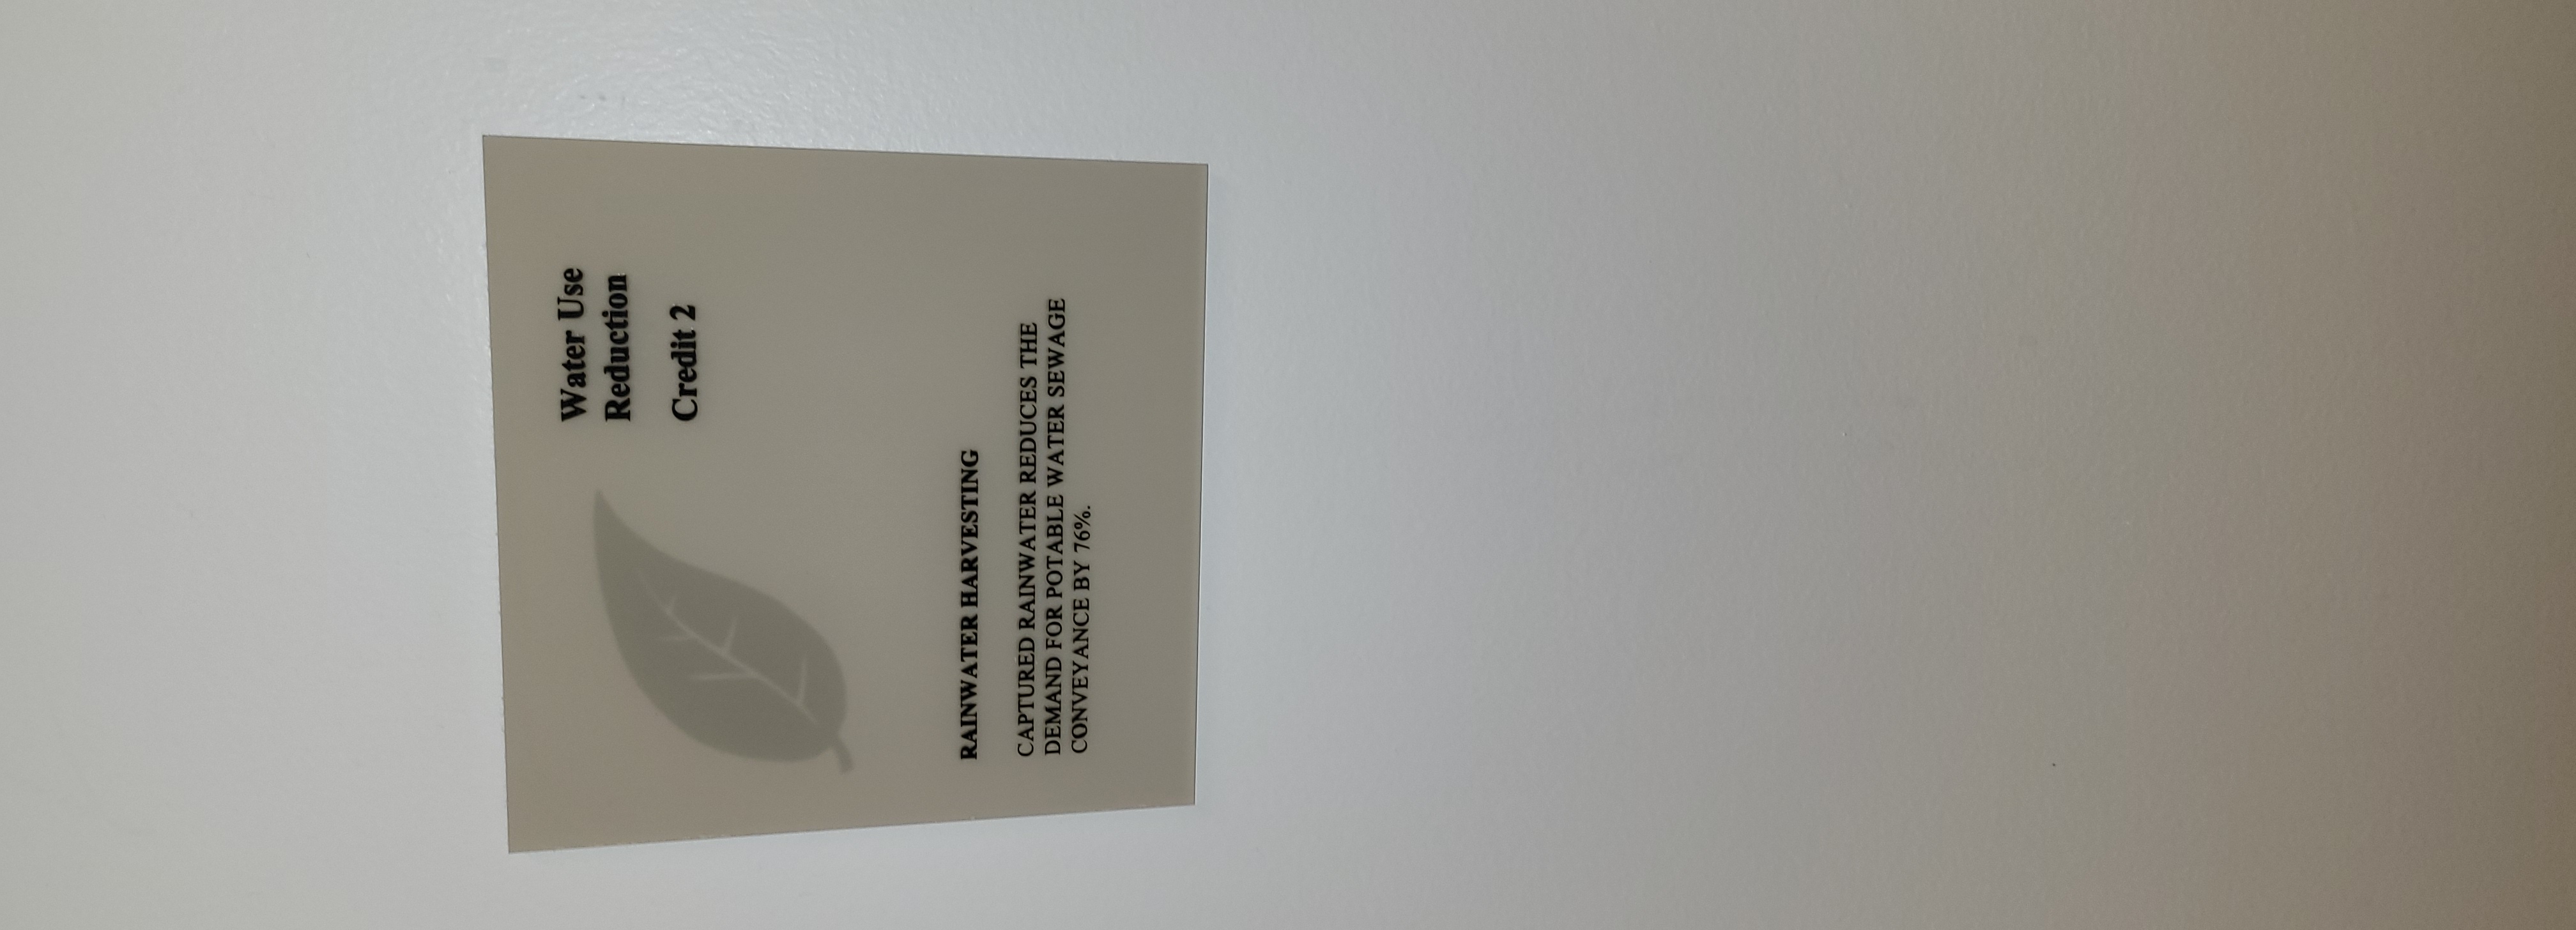 Water Use
Reduction
Credit 2
RAINWATER HARVESTING
CAPTURED RAINWATER REDUCES THE
DEMAND FOR POTABLE WATER SEWAGE
CONVEYANCE BY 76%.